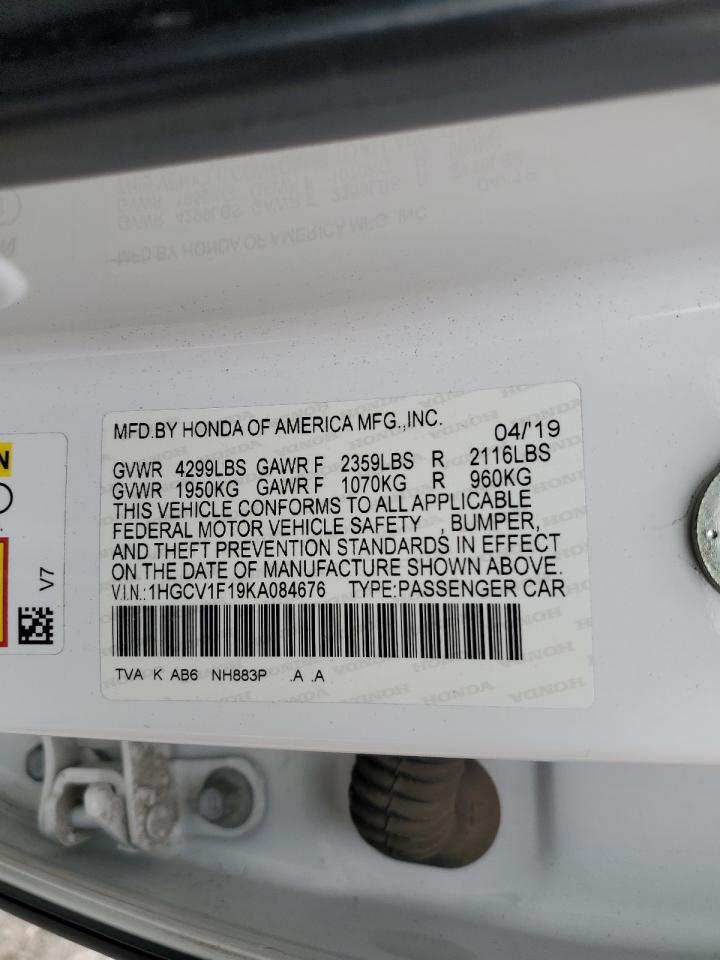 MFD.BY HONDA OF AMERICA MFG.,INC. 04/'19
GVWR 4299LBS GAWR F 2359LBS R 2116LBS
GVWR 1950KG GAWR F 1070KG R 960KG
THIS VEHICLE CONFORMS TO ALL APPLICABLE
FEDERAL MOTOR VEHICLE SAFETY , BUMPER,
AND THEFT PREVENTION STANDARDS IN EFFECT
ON THE DATE OF MANUFACTURE SHOWN ABOVE.
V.I.N.:1HGCV1F19KA084676 TYPE:PASSENGER CAR
TVA K AB6 NH883P .A .A
HONDA
V7